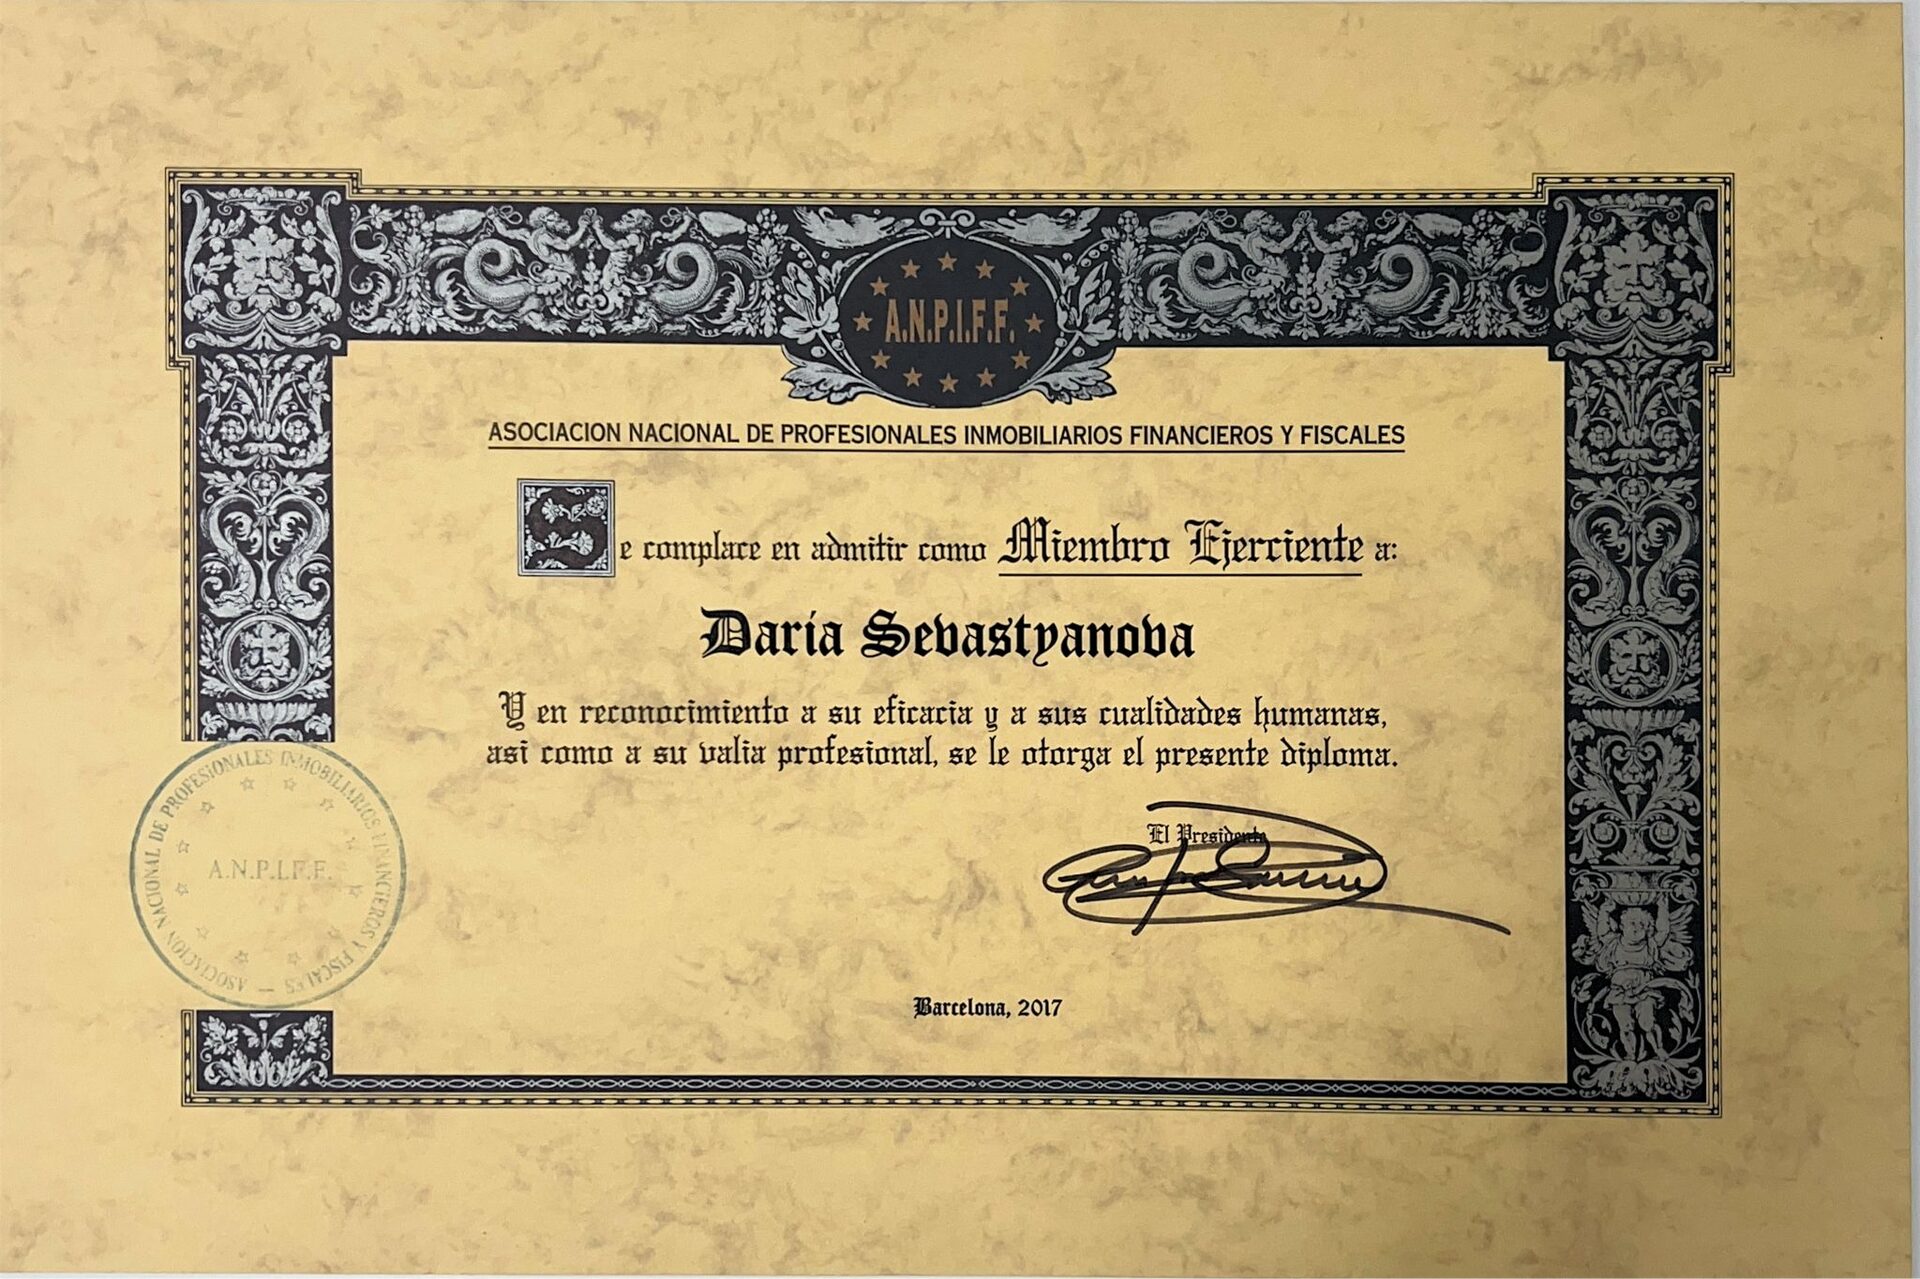 A.N.P.I.F.F.
ASOCIACION NACIONAL DE PROFESIONALES INMOBILIARIOS FINANCIEROS Y FISCALES
Se complace en admitir como Miembro Ejerciente a:
Daria Sevastyanova
Y en reconocimiento a su eficacia y a sus cualidades humanas,
asi como a su valia profesional, se le otorga el presente diploma.
El Presidente
ASOCIACION NACIONAL DE PROFESIONALES INMOBILIARIOS FINANCIEROS Y FISCALES —
A.N.P.I.F.F.
Barcelona, 2017